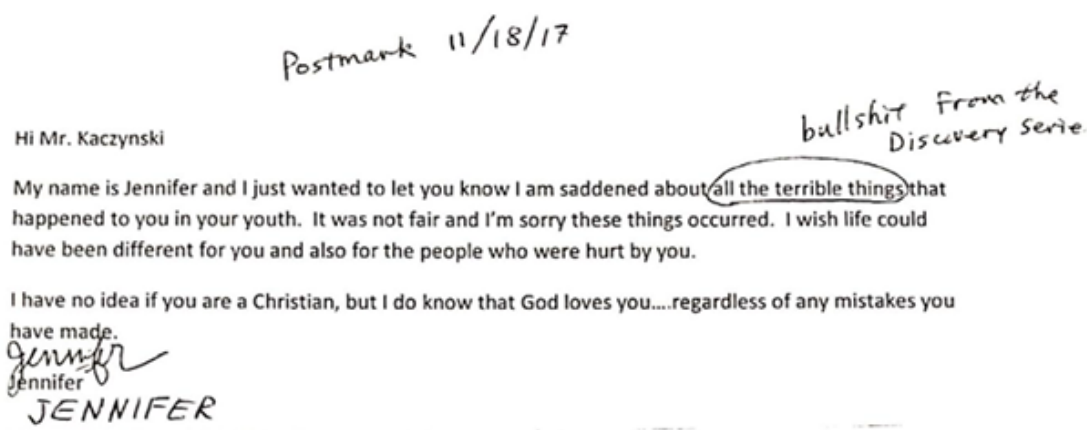 Postmark 11/18/17
bullshit From the
Discovery Serie
Hi Mr. Kaczynski
My name is Jennifer and I just wanted to let you know I am saddened about all the terrible things that
happened to you in your youth.  It was not fair and I'm sorry these things occurred.  I wish life could
have been different for you and also for the people who were hurt by you.
I have no idea if you are a Christian, but I do know that God loves you....regardless of any mistakes you
have made.
Jennifer
Jennifer
JENNIFER